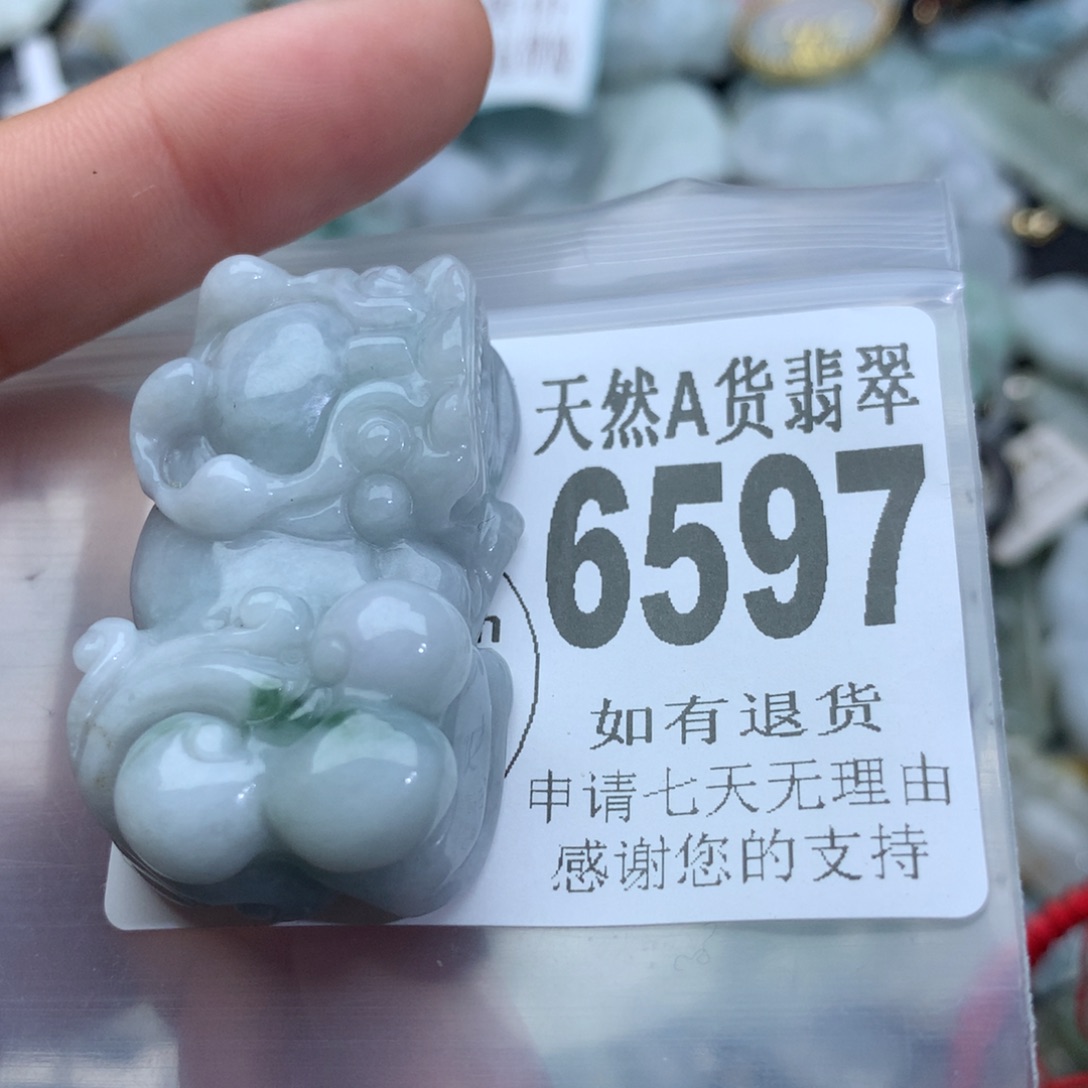 天然A货翡翠
6597
如有退货
申请七天无理由
感谢您的支持